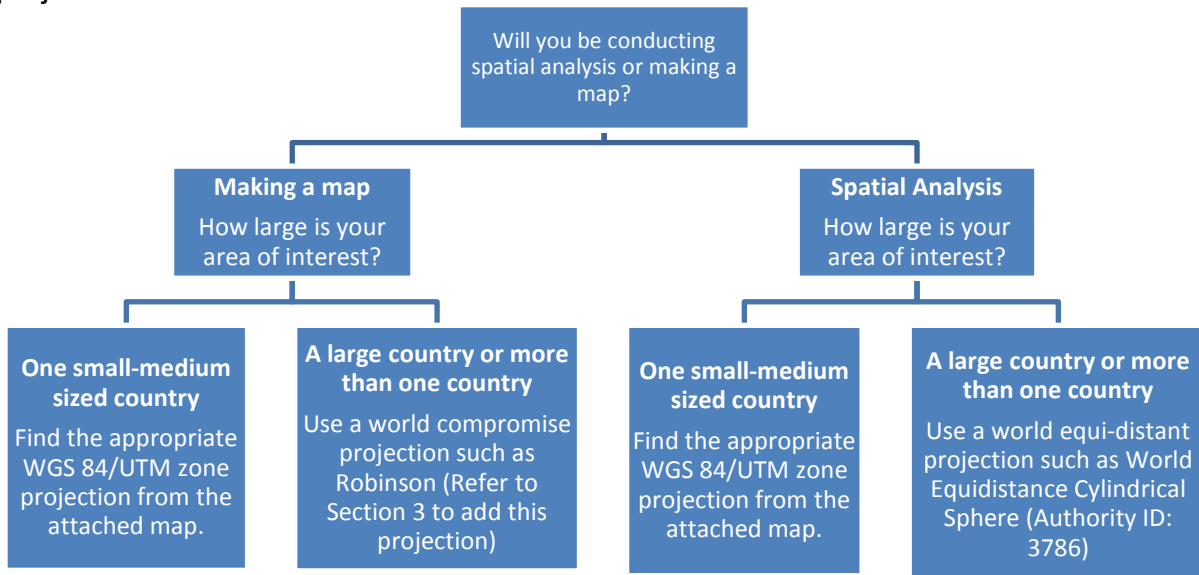 Will you be conducting
spatial analysis or making a
map?
Making a map
How large is your
area of interest?
Spatial Analysis
How large is your
area of interest?
One small-medium
sized country
Find the appropriate
WGS 84/UTM zone
projection from the
attached map.
A large country or more
than one country
Use a world compromise
projection such as
Robinson (Refer to
Section 3 to add this
projection)
One small-medium
sized country
Find the appropriate
WGS 84/UTM zone
projection from the
attached map.
A large country or more
than one country
Use a world equi-distant
projection such as World
Equidistance Cylindrical
Sphere (Authority ID:
3786)